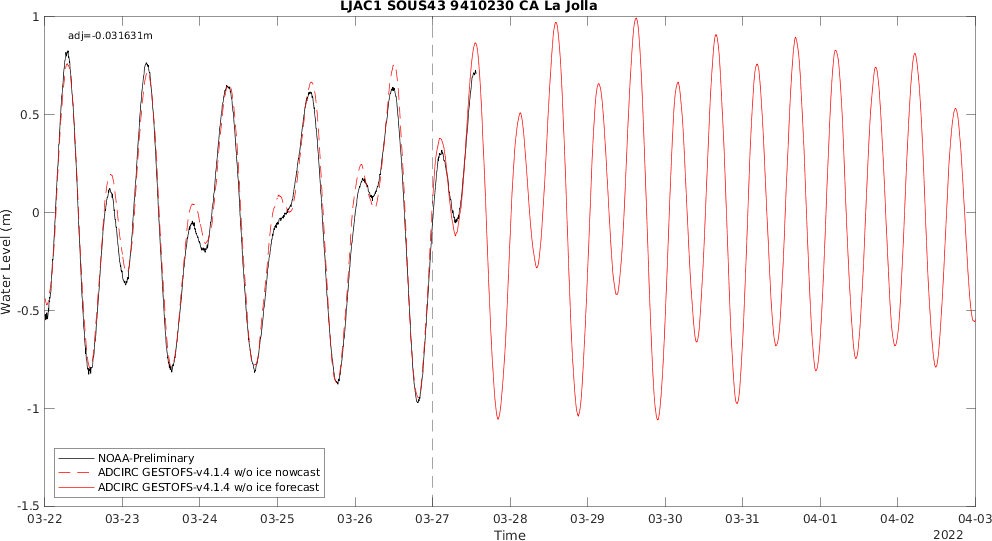 LJAC1 SOUS43 9410230 CA La Jolla
adj=-0.031631m
1
0.5
0
-0.5
-1
-1.5
Water Level (m)
NOAA-Preliminary
ADCIRC GESTOFS-v4.1.4 w/o ice nowcast
ADCIRC GESTOFS-v4.1.4 w/o ice forecast
03-22 03-23 03-24 03-25 03-26 03-27 03-28 03-29 03-30 03-31 04-01 04-02 04-03
Time
2022